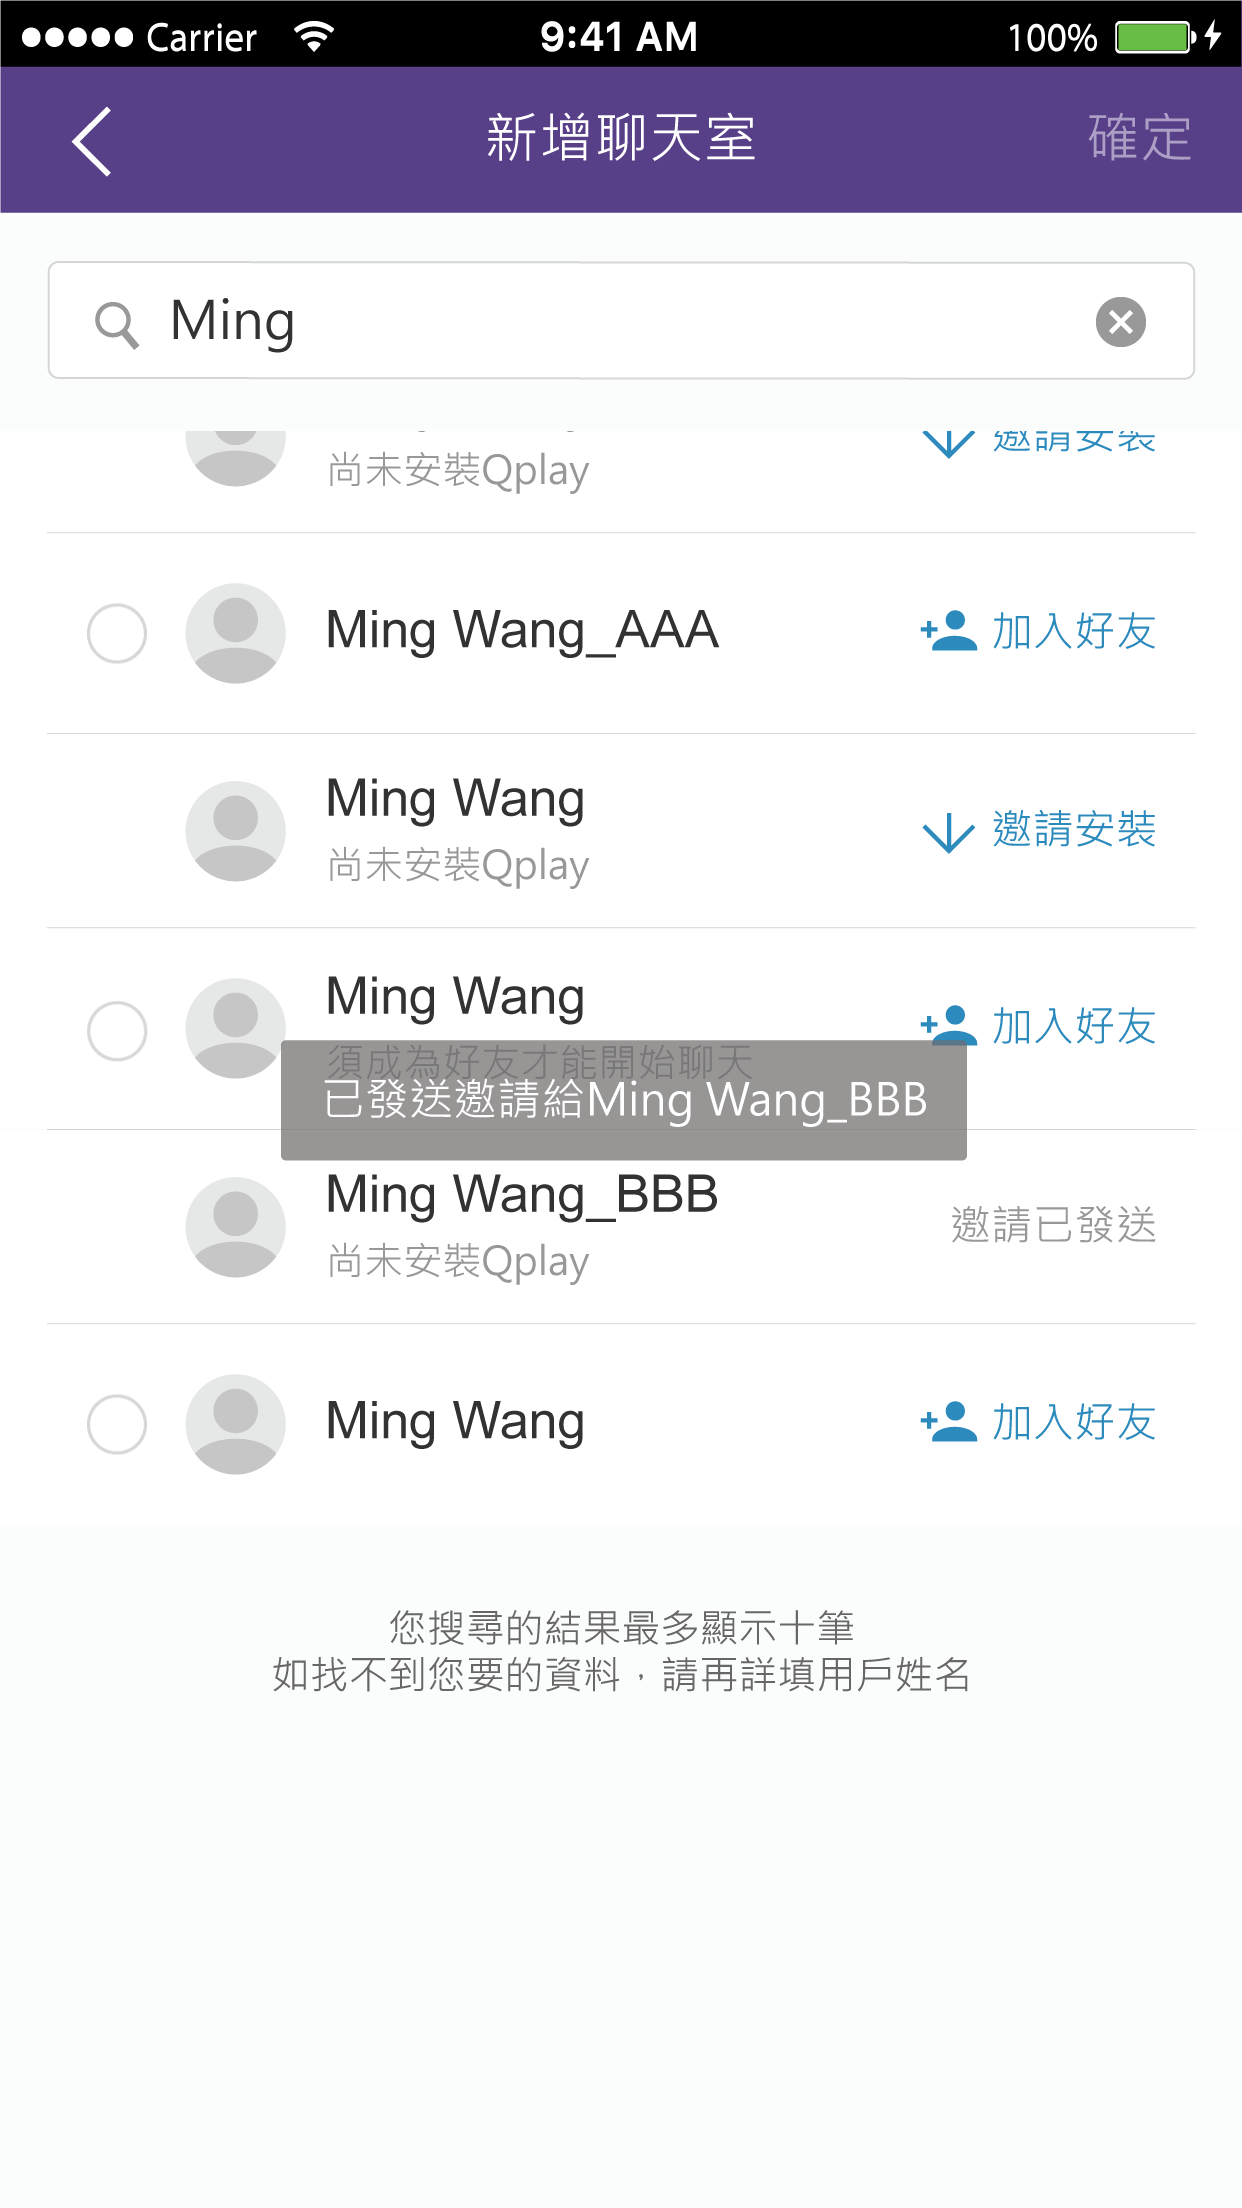 Carrier 9:41 AM 100%
新增聊天室 確定
Ming
邀請安裝
尚未安裝Qplay
Ming Wang_AAA 加入好友
Ming Wang
尚未安裝Qplay 邀請安裝
Ming Wang 加入好友
須成為好友才能開始聊天
已發送邀請給Ming Wang_BBB
Ming Wang_BBB
尚未安裝Qplay 邀請已發送
Ming Wang 加入好友
您搜尋的結果最多顯示十筆
如找不到您要的資料，請再詳填用戶姓名